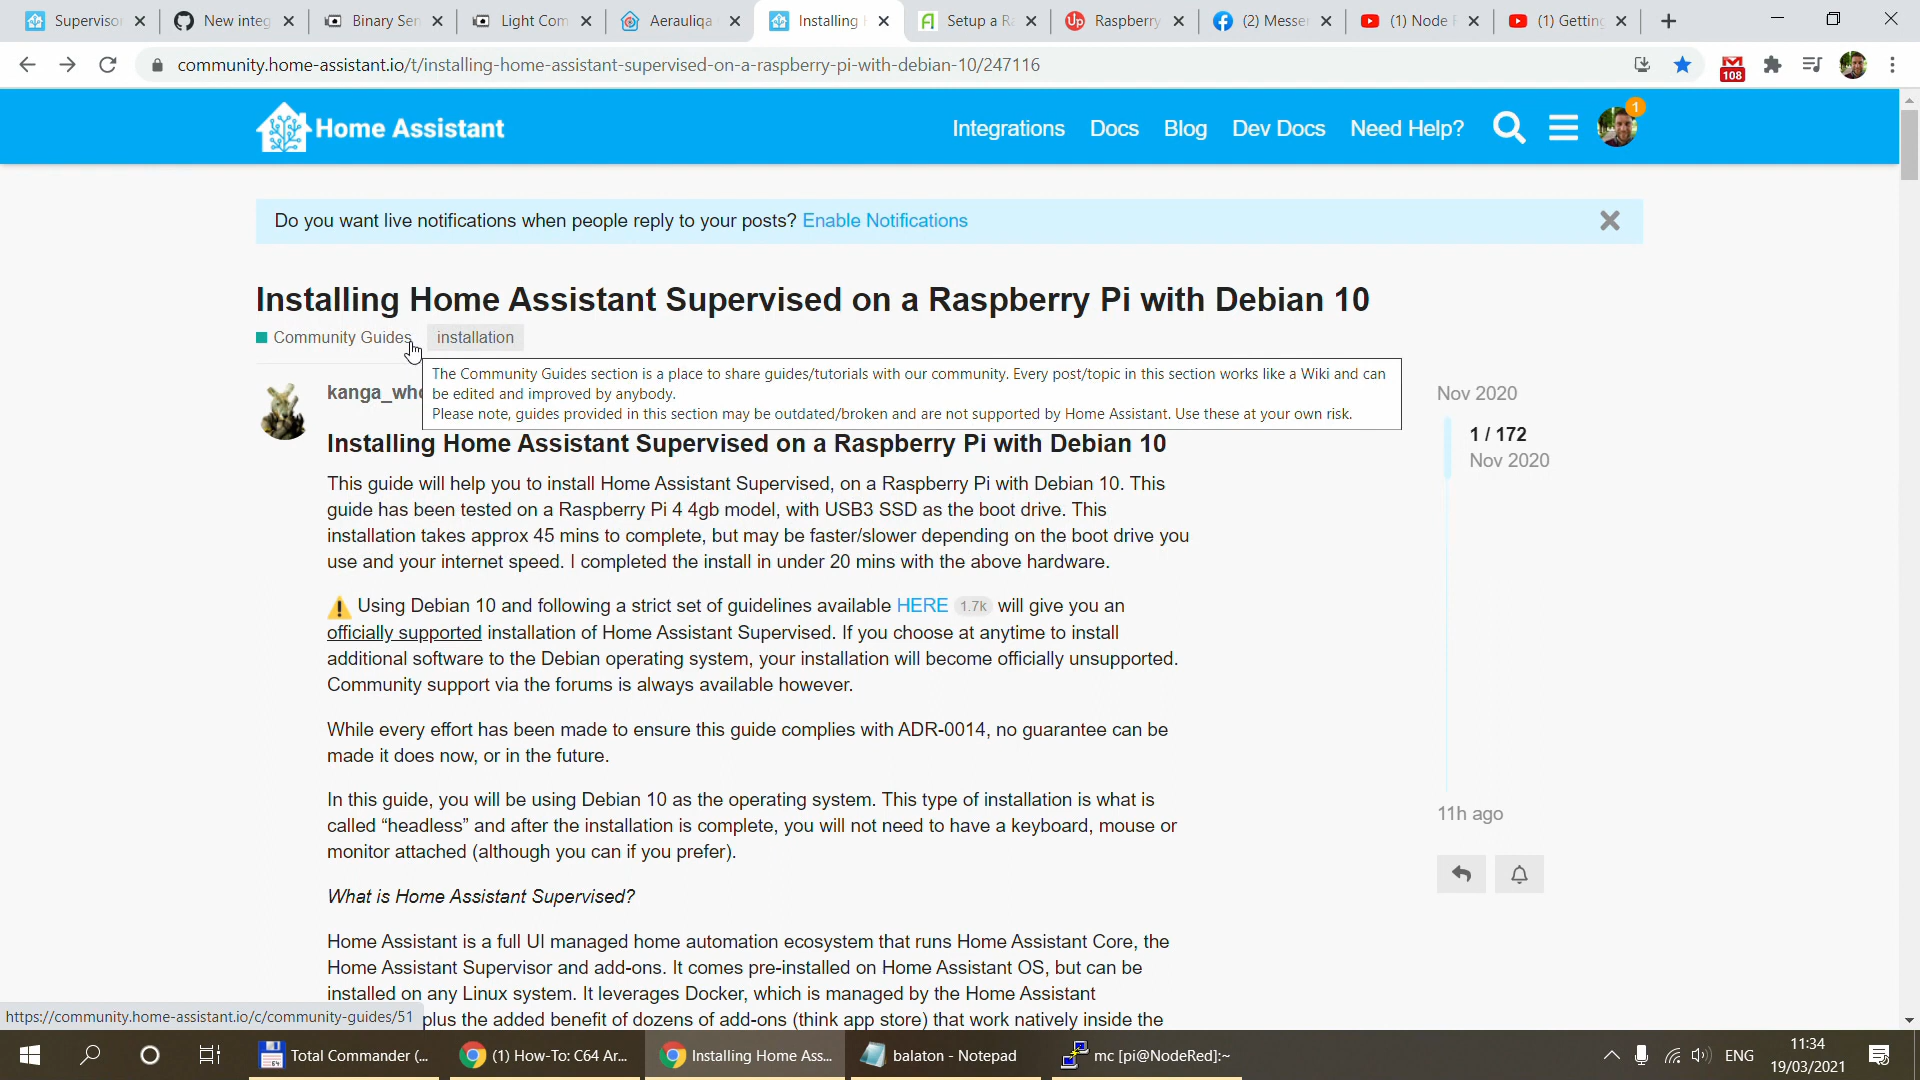 Superviso
New integ
Binary Sen
Light Com
Aerauliqa
Installing
Setup a Ra
Raspberry
(2) Messe
(1) Node
(1) Getting
community.home-assistant.io/t/installing-home-assistant-supervised-on-a-raspberry-pi-with-debian-10/247116
108
Home Assistant
Integrations Docs Blog Dev Docs Need Help?
1
Do you want live notifications when people reply to your posts? Enable Notifications
Installing Home Assistant Supervised on a Raspberry Pi with Debian 10
Community Guides installation
The Community Guides section is a place to share guides/tutorials with our community. Every post/topic in this section works like a Wiki and can
be edited and improved by anybody.
Please note, guides provided in this section may be outdated/broken and are not supported by Home Assistant. Use these at your own risk.
kanga_who
Nov 2020
1 / 172
Nov 2020
Installing Home Assistant Supervised on a Raspberry Pi with Debian 10
This guide will help you to install Home Assistant Supervised, on a Raspberry Pi with Debian 10. This
guide has been tested on a Raspberry Pi 4 4gb model, with USB3 SSD as the boot drive. This
installation takes approx 45 mins to complete, but may be faster/slower depending on the boot drive you
use and your internet speed. I completed the install in under 20 mins with the above hardware.
Using Debian 10 and following a strict set of guidelines available HERE 1.7k will give you an
officially supported installation of Home Assistant Supervised. If you choose at anytime to install
additional software to the Debian operating system, your installation will become officially unsupported.
Community support via the forums is always available however.
While every effort has been made to ensure this guide complies with ADR-0014, no guarantee can be
made it does now, or in the future.
In this guide, you will be using Debian 10 as the operating system. This type of installation is what is
called “headless” and after the installation is complete, you will not need to have a keyboard, mouse or
monitor attached (although you can if you prefer).
11h ago
What is Home Assistant Supervised?
Home Assistant is a full UI managed home automation ecosystem that runs Home Assistant Core, the
Home Assistant Supervisor and add-ons. It comes pre-installed on Home Assistant OS, but can be
installed on any Linux system. It leverages Docker, which is managed by the Home Assistant
plus the added benefit of dozens of add-ons (think app store) that work natively inside the
https://community.home-assistant.io/c/community-guides/51
64
Total Commander (...
(1) How-To: C64 Ar...
Installing Home Ass...
balaton - Notepad
mc [pi@NodeRed]:~
ENG
11:34
19/03/2021